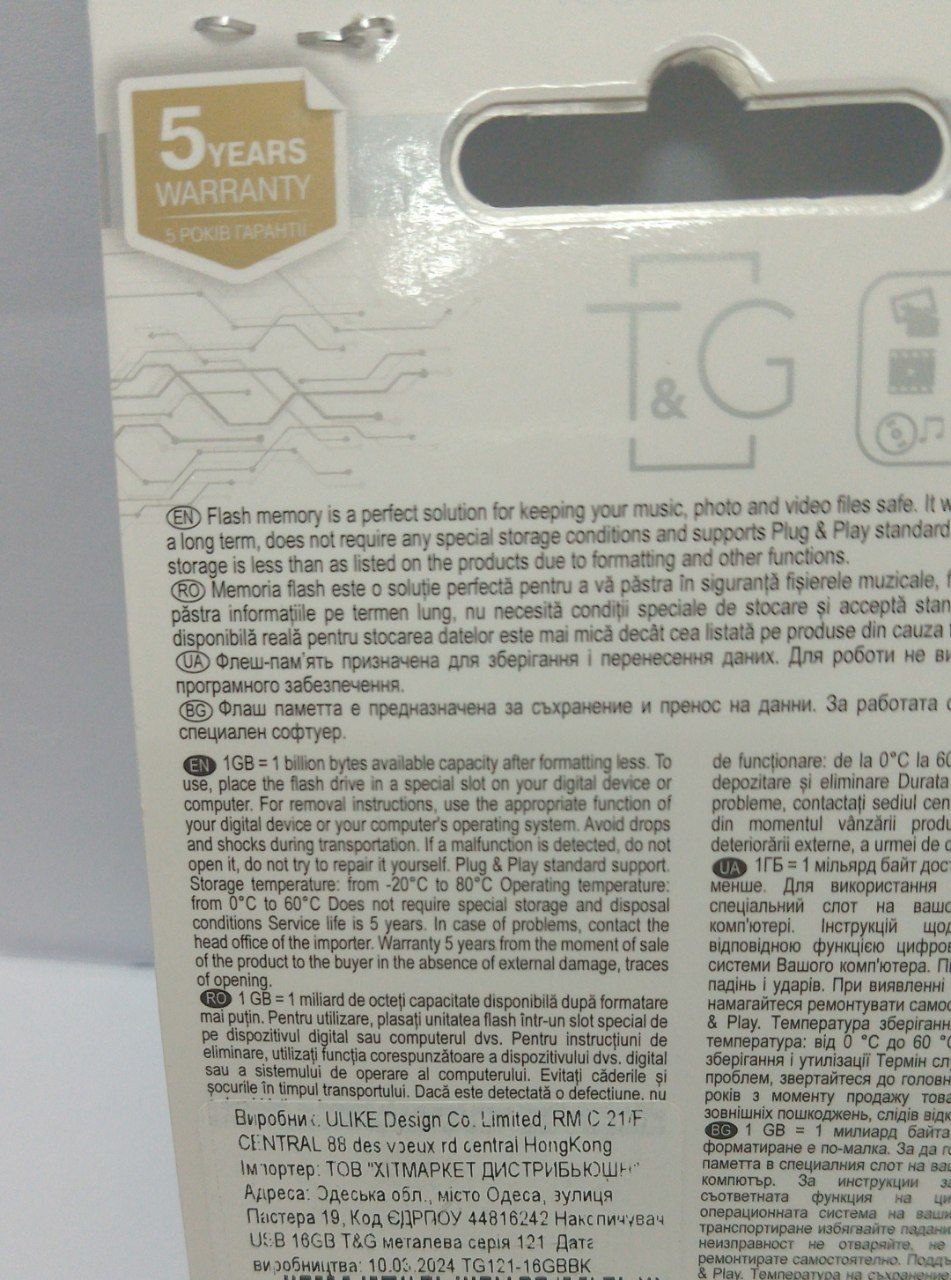 5 YEARS
WARRANTY
5 РОКІВ ГАРАНТІЇ
T&G
EN Flash memory is a perfect solution for keeping your music, photo and video files safe. It
a long term, does not require any special storage conditions and supports Plug & Play standard
storage is less than as listed on the products due to formatting and other functions.
RO Memoria flash este o soluție perfectă pentru a vă păstra în siguranță fișierele muzicale,
păstra informațiile pe termen lung, nu necesită condiții speciale de stocare și acceptă
disponibilă reală pentru stocarea datelor este mai mică decât cea listată pe produse din cauza
UA Флеш-пам'ять призначена для зберігання і перенесення даних. Для роботи не
програмного забезпечення.
BG Флаш паметта е предназначена за съхранение и пренос на данни. За работата
специален софтуер.
EN 1GB = 1 billion bytes available capacity after formatting less. To
use, place the flash drive in a special slot on your digital device or
computer. For removal instructions, use the appropriate function of
your digital device or your computer's operating system. Avoid drops
and shocks during transportation. If a malfunction is detected, do not
open it, do not try to repair it yourself. Plug & Play standard support.
Storage temperature: from -20°C to 80°C Operating temperature:
from 0°C to 60°C Does not require special storage and disposal
conditions Service life is 5 years. In case of problems, contact the
head office of the importer. Warranty 5 years from the moment of sale
of the product to the buyer in the absence of external damage, traces
of opening.
RO 1 GB = 1 miliard de octeți capacitate disponibilă după formatare
mai puțin. Pentru utilizare, plasați unitatea flash într-un slot special de
pe dispozitivul digital sau computerul dvs. Pentru instrucțiuni de
eliminare, utilizați funcția corespunzătoare a dispozitivului dvs. digital
sau a sistemului de operare al computerului. Evitați căderile și
șocurile în timpul transportului. Dacă este detectată o defecțiune, nu
Виробник: ULIKE Design Co. Limited, RM C 21/F
CENTRAL 88 des voeux rd central HongKong
Імпортер: ТОВ "ХІТМАРКЕТ ДИСТРИБЬЮШН"
Адреса: Одеська обл., місто Одеса, вулиця
Пастера 19, Код ЄДРПОУ 44816242 Накопичувач
USB 16GB T&G металева серія 121 Дата
виробництва: 10.03.2024 TG121-16GBBK
de funcționare: de la 0°C la
depozitare și eliminare Durata
probleme, contactați sediul
din momentul vânzării
deteriorării externe, a urmei de
UA 1ГБ = 1 мільярд байт
менше. Для використання
спеціальний слот на
комп'ютері. Інструкцій
відповідною функцією
системи Вашого комп'ютера.
падінь і ударів. При виявленні
намагайтеся ремонтувати
& Play. Температура
температура: від 0 °C до 60
зберігання і утилізації Термін
проблем, звертайтеся до
років з моменту продажу
зовнішніх пошкоджень, слідів
BG 1 GB = 1 милиард байта
форматиране е по-малка. За да
паметта в специалния слот на
компютър. За инструкции
съответната функция на
операционната система на
транспортиране избягвайте
неизправност не отваряйте, не
ремонтирате самостоятелно.
& Play. Температура на съхранение